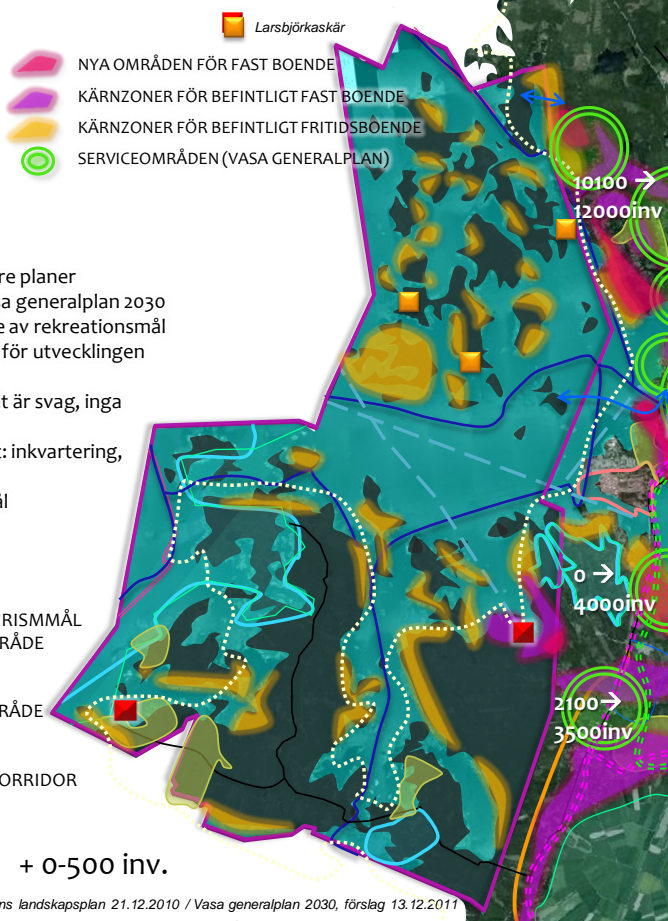 Larsbjörkaskär
NYA OMRÅDEN FÖR FAST BOENDE
KÄRNZONER FÖR BEFINTLIGT FAST BOENDE
KÄRNZONER FÖR BEFINTLIGT FRITIDSBOENDE
SERVICEOMRÅDEN (VASA GENERALPLAN)
10100 →
12000inv
re planer
sa generalplan 2030
e av rekreationsmål
för utvecklingen
t är svag, inga
t: inkvartering,
ål
0 →
4000inv
RISMMÅL
RÅDE
RÅDE
2100 →
3500inv
ORRIDOR
+ 0-500 inv.
ns landskapsplan 21.12.2010 / Vasa generalplan 2030, förslag 13.12.2011